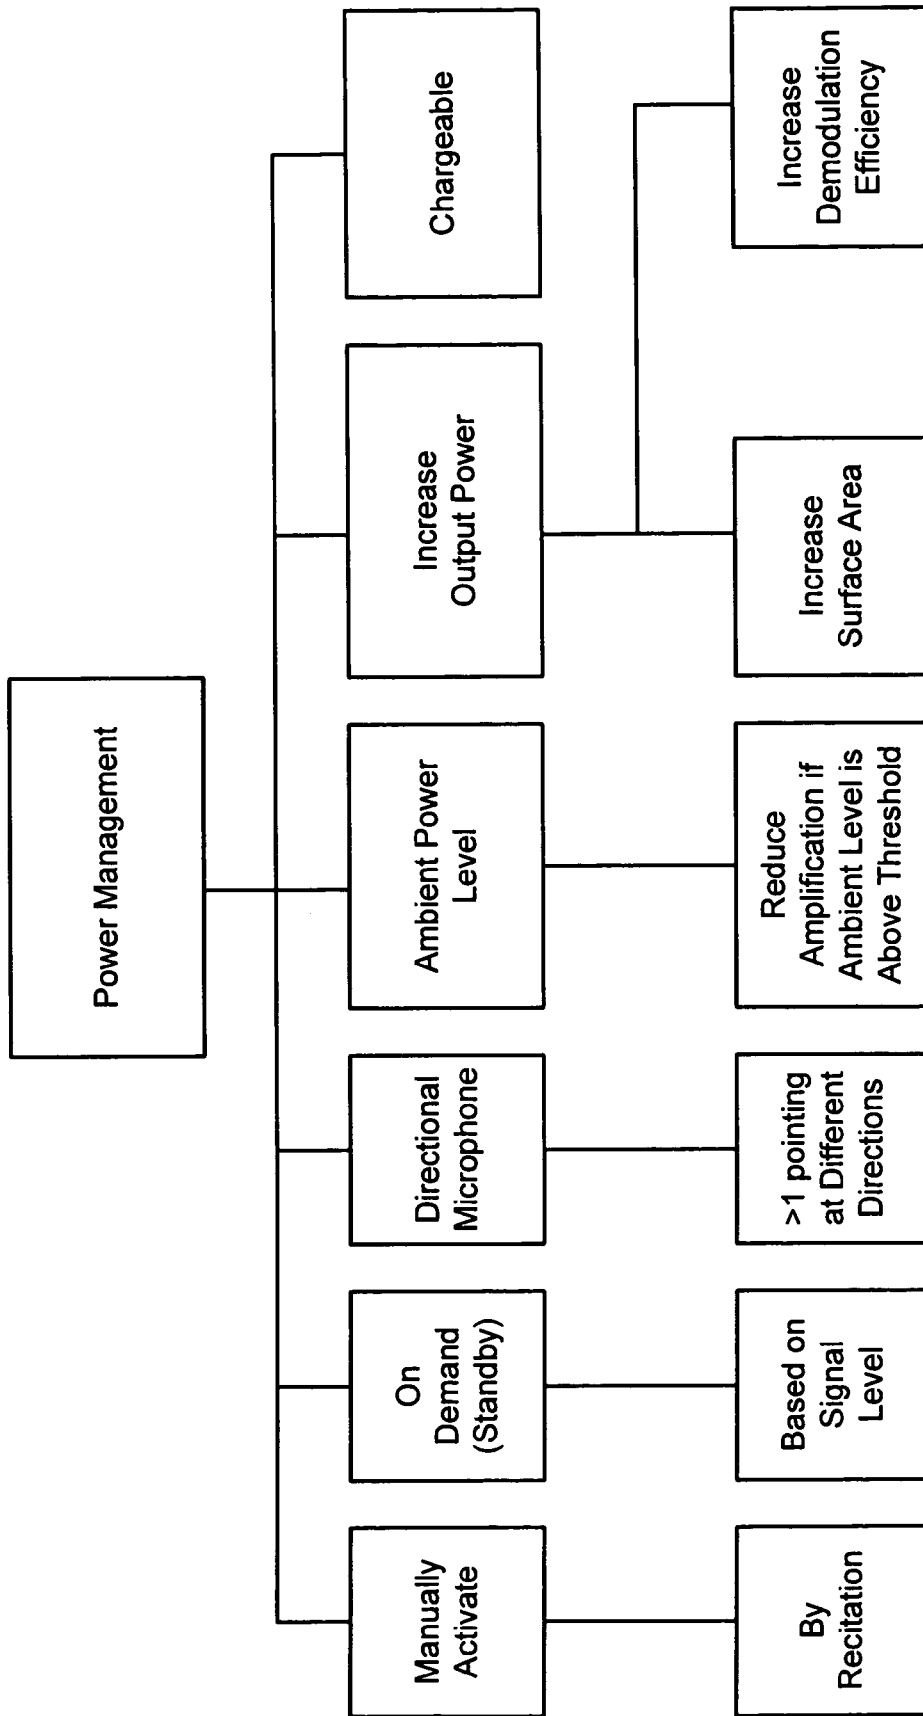 Power Management
Manually
Activate
On
Demand
(Standby)
Directional
Microphone
Ambient Power
Level
Increase
Output Power
Chargeable
By
Recitation
Based on
Signal
Level
>1 pointing
at Different
Directions
Reduce
Amplification if
Ambient Level is
Above Threshold
Increase
Surface Area
Increase
Demodulation
Efficiency